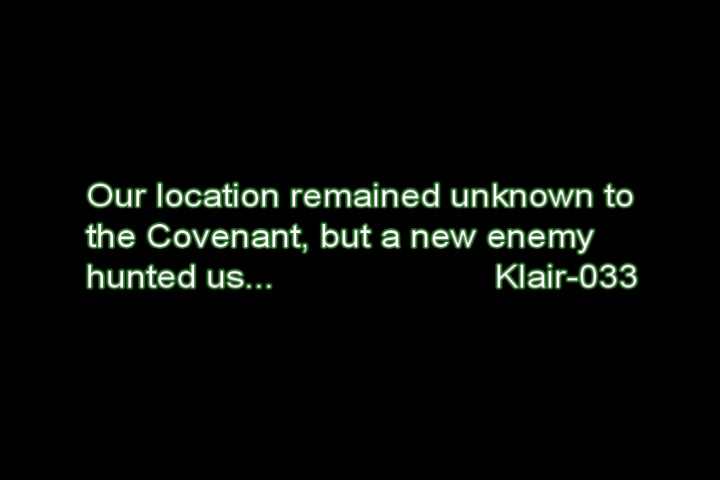 Our location remained unknown to
the Covenant, but a new enemy
hunted us... Klair-033